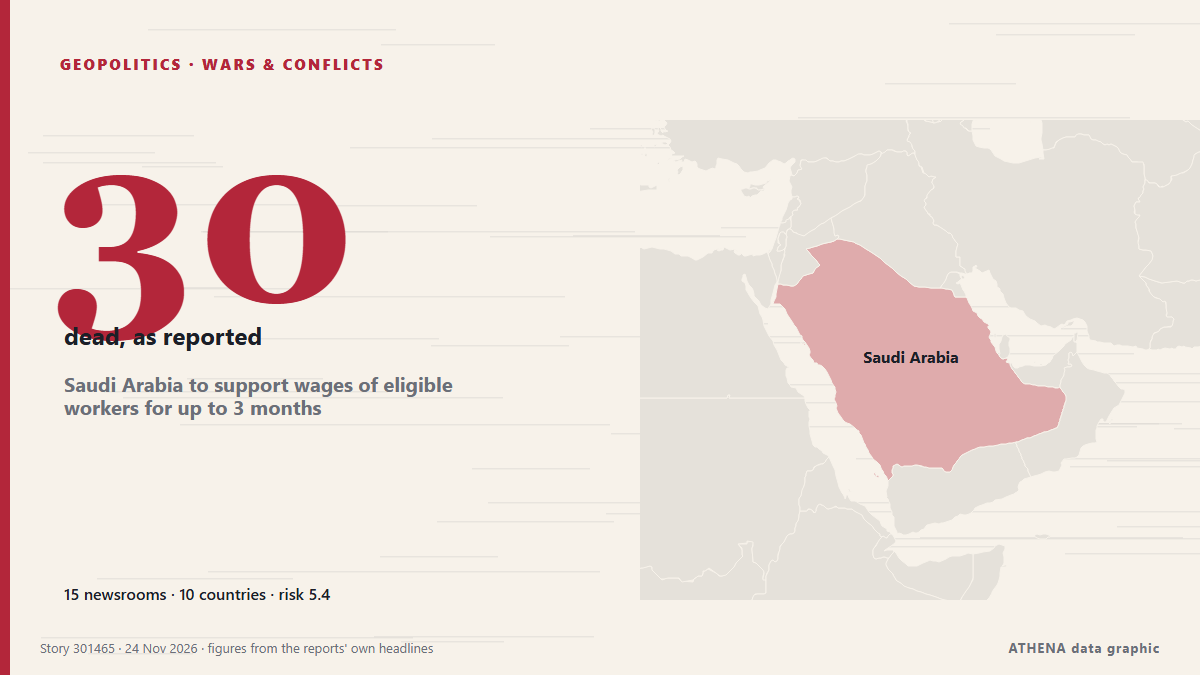 GEOPOLITICS · WARS & CONFLICTS
30
dead, as reported
Saudi Arabia to support wages of eligible
workers for up to 3 months
Saudi Arabia
15 newsrooms · 10 countries · risk 5.4
Story 301465 · 24 Nov 2026 · figures from the reports' own headlines
ATHENA data graphic